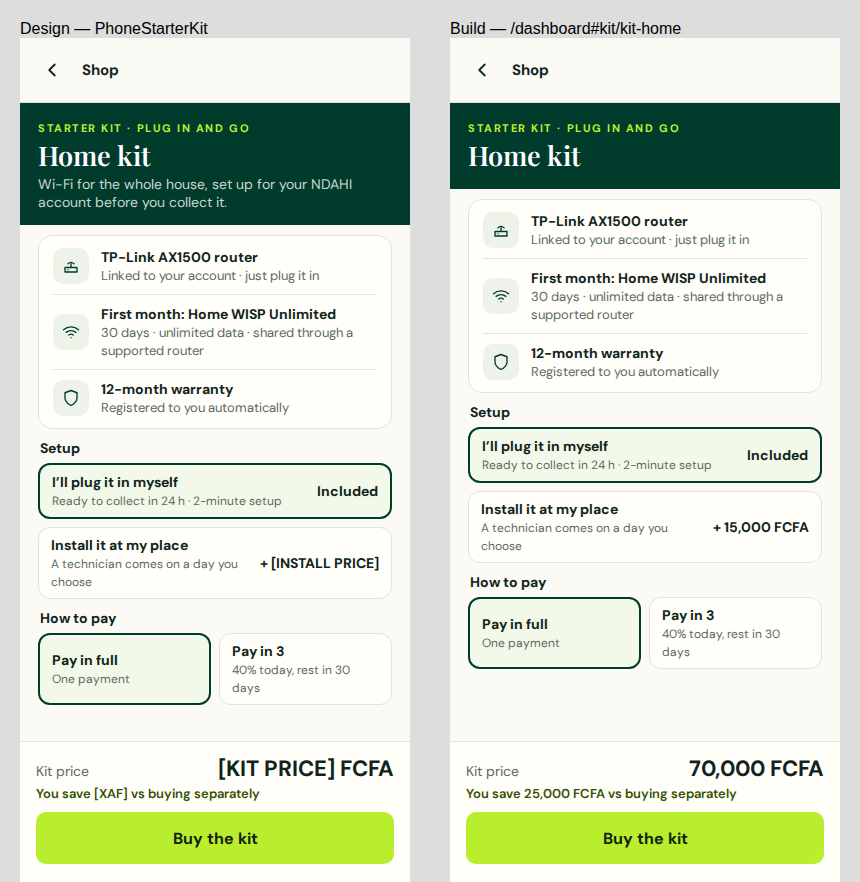 Design — PhoneStarterKit
Shop
STARTER KIT · PLUG IN AND GO
Home kit
Wi-Fi for the whole house, set up for your NDAHI
account before you collect it.
TP-Link AX1500 router
Linked to your account · just plug it in
First month: Home WISP Unlimited
30 days · unlimited data · shared through a
supported router
12-month warranty
Registered to you automatically
Setup
I’ll plug it in myself
Ready to collect in 24 h · 2-minute setup
Included
Install it at my place
A technician comes on a day you
choose
+ [INSTALL PRICE]
How to pay
Pay in full
One payment
Pay in 3
40% today, rest in 30
days
Kit price
[KIT PRICE] FCFA
You save [XAF] vs buying separately
Buy the kit
Build — /dashboard#kit/kit-home
Shop
STARTER KIT · PLUG IN AND GO
Home kit
TP-Link AX1500 router
Linked to your account · just plug it in
First month: Home WISP Unlimited
30 days · unlimited data · shared through a
supported router
12-month warranty
Registered to you automatically
Setup
I’ll plug it in myself
Ready to collect in 24 h · 2-minute setup
Included
Install it at my place
A technician comes on a day you
choose
+ 15,000 FCFA
How to pay
Pay in full
One payment
Pay in 3
40% today, rest in 30
days
Kit price
70,000 FCFA
You save 25,000 FCFA vs buying separately
Buy the kit